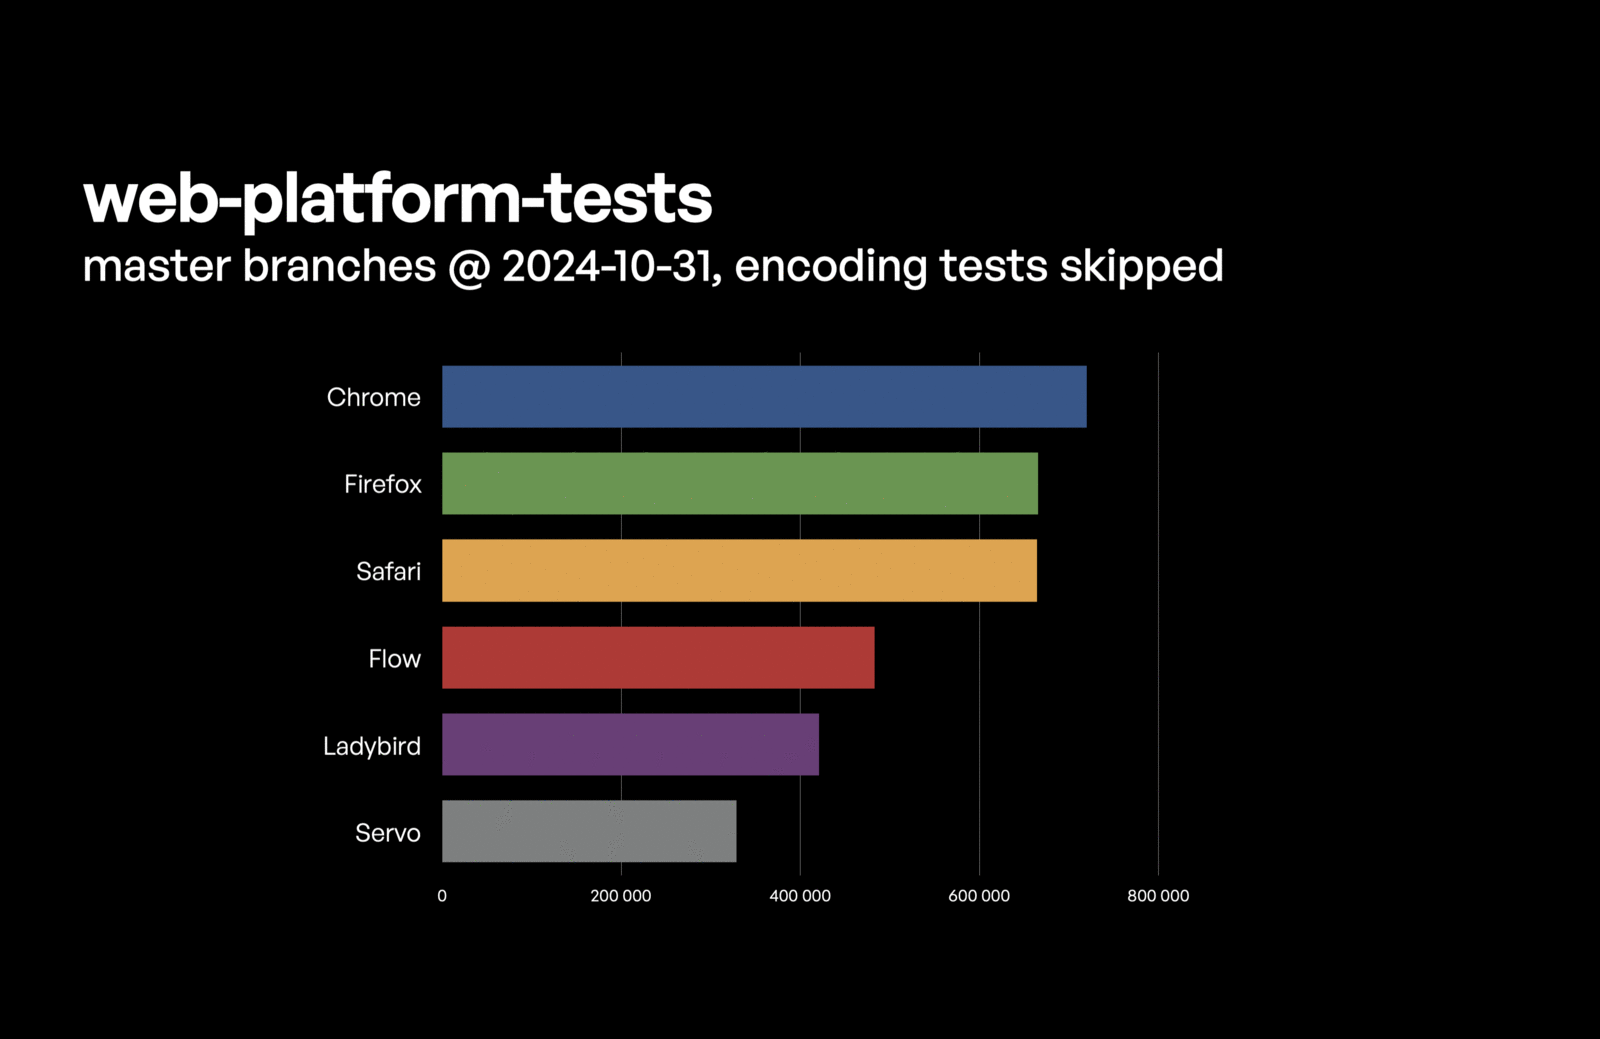 web-platform-tests
master branches @ 2024-10-31, encoding tests skipped
Chrome
Firefox
Safari
Flow
Ladybird
Servo
0 200 000 400 000 600 000 800 000